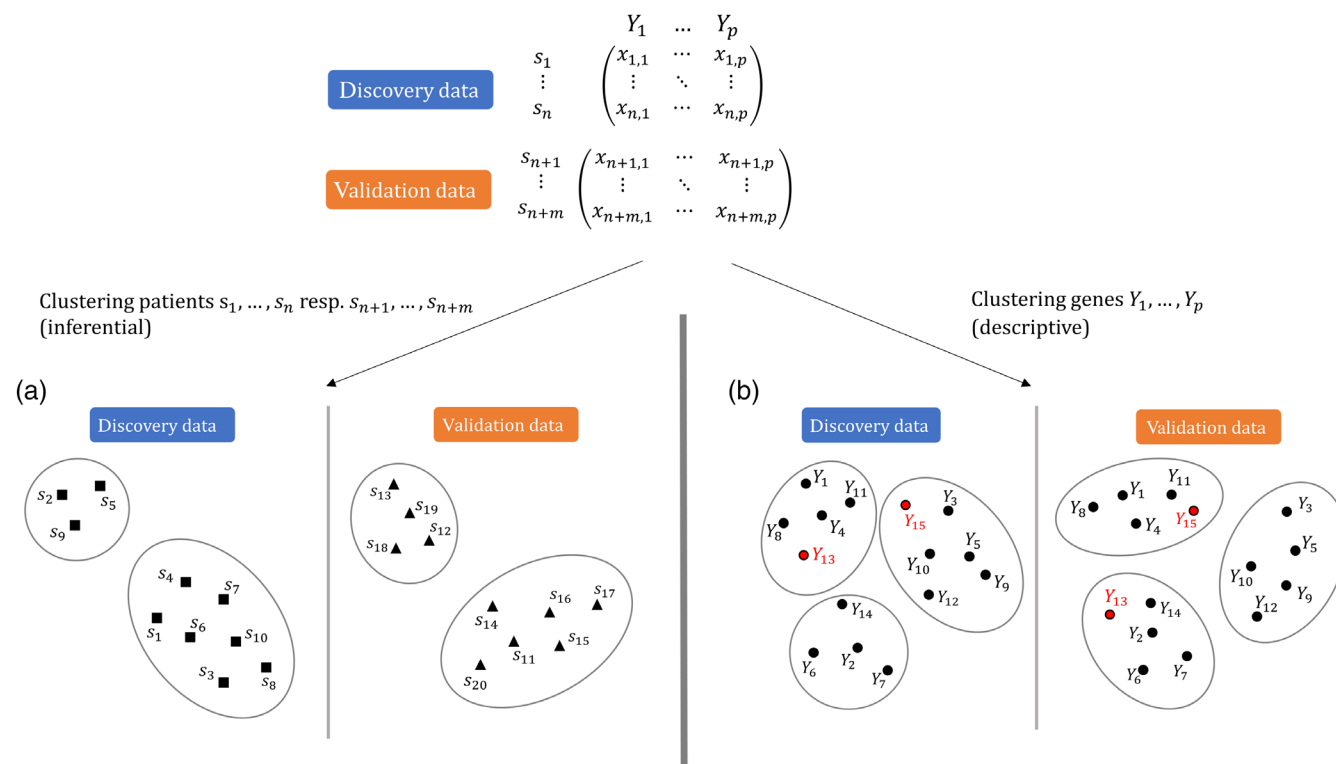 Y₁ … Y_p
Discovery data
s₁ x₁,₁ ⋯ x₁,p
⋮ ⋮ ⋱ ⋮
sₙ xₙ,₁ ⋯ xₙ,p
Validation data
sₙ₊₁ xₙ₊₁,₁ ⋯ xₙ₊₁,p
⋮ ⋮ ⋱ ⋮
sₙ₊ₘ xₙ₊ₘ,₁ ⋯ xₙ₊ₘ,p
Clustering patients s₁, … , sₙ resp. sₙ₊₁, … , sₙ₊ₘ
(inferential)
Clustering genes Y₁, … , Y_p
(descriptive)
(a)
Discovery data
s₂
s₅
s₉
s₄
s₇
s₁
s₆
s₁₀
s₃
s₈
Validation data
s₁₃
s₁₉
s₁₂
s₁₈
s₁₆
s₁₇
s₁₄
s₁₁
s₁₅
s₂₀
(b)
Discovery data
Y₁
Y₁₁
Y₄
Y₈
Y₁₃
Y₁₅
Y₃
Y₁₀
Y₅
Y₉
Y₁₂
Y₁₄
Y₆
Y₂
Y₇
Validation data
Y₁
Y₁₁
Y₈
Y₄
Y₁₅
Y₃
Y₅
Y₁₀
Y₉
Y₁₂
Y₁₃
Y₁₄
Y₂
Y₆
Y₇